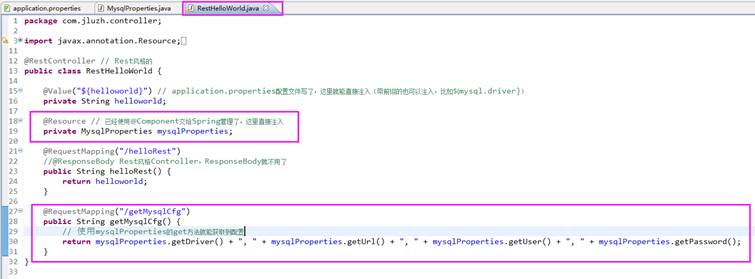 application.properties MysqlProperties.java RestHelloWorld.java
1 package com.jluzh.controller;
2
3 import javax.annotation.Resource;
11
12 @RestController // Rest风格的
13 public class RestHelloWorld {
14
15 @Value("${helloworld}") // application.properties配置文件写了，这里就能直接注入（带前缀的也可以注入，比如${mysql.driver}）
16 private String helloworld;
17
18 @Resource // 已经使用@Component交给Spring管理了，这里直接注入
19 private MysqlProperties mysqlProperties;
20
21 @RequestMapping("/helloRest")
22 //@ResponseBody Rest风格Controller，ResponseBody就不用了
23 public String helloRest() {
24 return helloworld;
25 }
26
27 @RequestMapping("/getMysqlCfg")
28 public String getMysqlCfg() {
29 // 使用mysqlProperties的get方法就能获取到配置
30 return mysqlProperties.getDriver() + ", " + mysqlProperties.getUrl() + ", " + mysqlProperties.getUser() + ", " + mysqlProperties.getPassword();
31 }
32 }
33